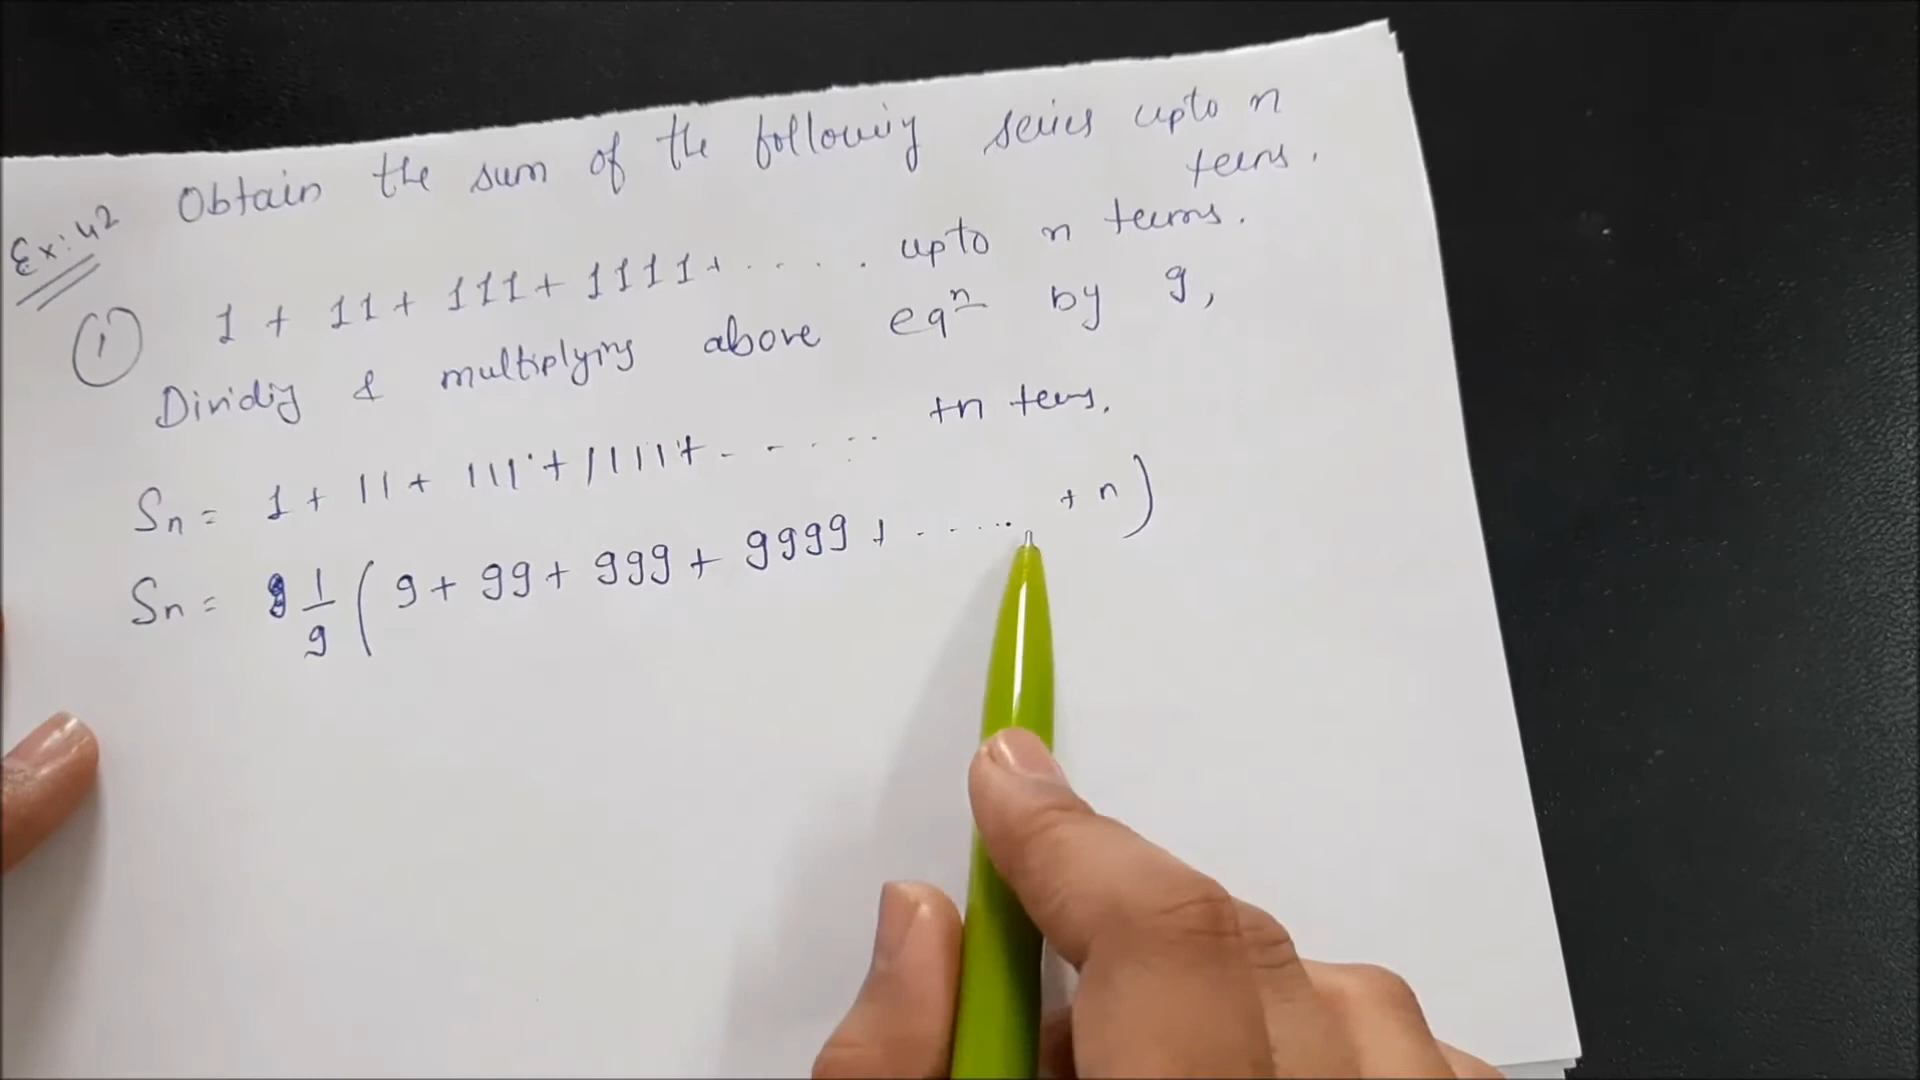 Ex: 42 Obtain the sum of the following series upto n
terms.
① 1 + 11 + 111 + 1111 + ..... upto n terms.
Dividing & multiplying above eqn by 9,
Sn = 1 + 11 + 111 + 1111 + ...... +n terms.
Sn = 1/9 ( 9 + 99 + 999 + 9999 + ...... + n )